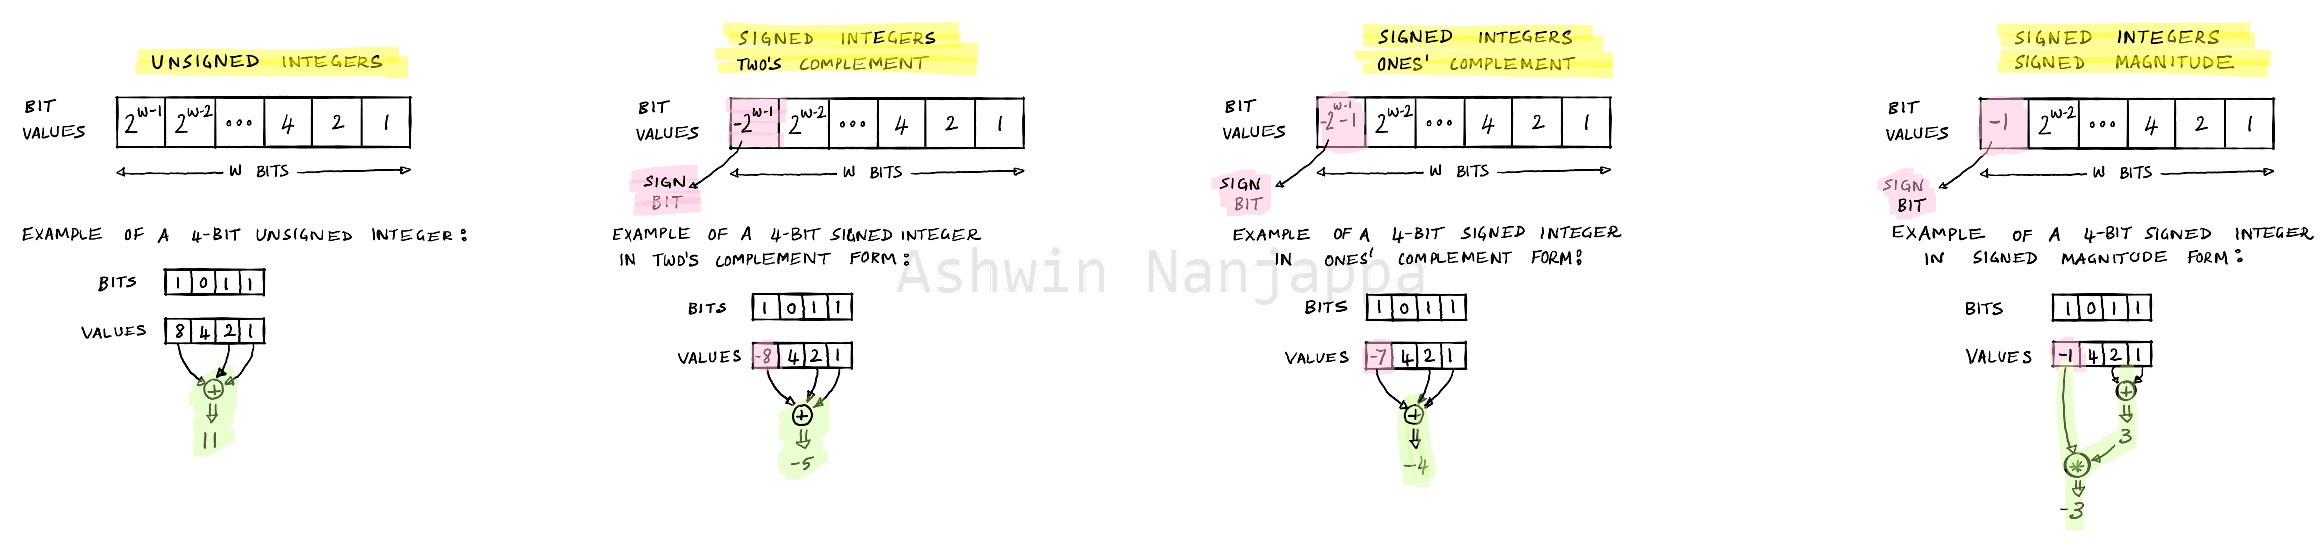 UNSIGNED INTEGERS
BIT
VALUES
2^w-1 2^w-2 ... 4 2 1
W BITS
EXAMPLE OF A 4-BIT UNSIGNED INTEGER:
BITS 1 0 1 1
VALUES 8 4 2 1
+
⇓
11
SIGNED INTEGERS
TWO'S COMPLEMENT
BIT
VALUES
-2^w-1 2^w-2 ... 4 2 1
W BITS
SIGN
BIT
EXAMPLE OF A 4-BIT SIGNED INTEGER
IN TWO'S COMPLEMENT FORM:
BITS 1 0 1 1
VALUES -8 4 2 1
+
⇓
-5
SIGNED INTEGERS
ONES' COMPLEMENT
BIT
VALUES
-2^w-1-1 2^w-2 ... 4 2 1
W BITS
SIGN
BIT
EXAMPLE OF A 4-BIT SIGNED INTEGER
IN ONES' COMPLEMENT FORM:
BITS 1 0 1 1
VALUES -7 4 2 1
+
⇓
-4
SIGNED INTEGERS
SIGNED MAGNITUDE
BIT
VALUES
-1 2^w-2 ... 4 2 1
W BITS
SIGN
BIT
EXAMPLE OF A 4-BIT SIGNED INTEGER
IN SIGNED MAGNITUDE FORM:
BITS 1 0 1 1
VALUES -1 4 2 1
+
⇓
3
*
⇓
-3
Ashwin Nanjappa